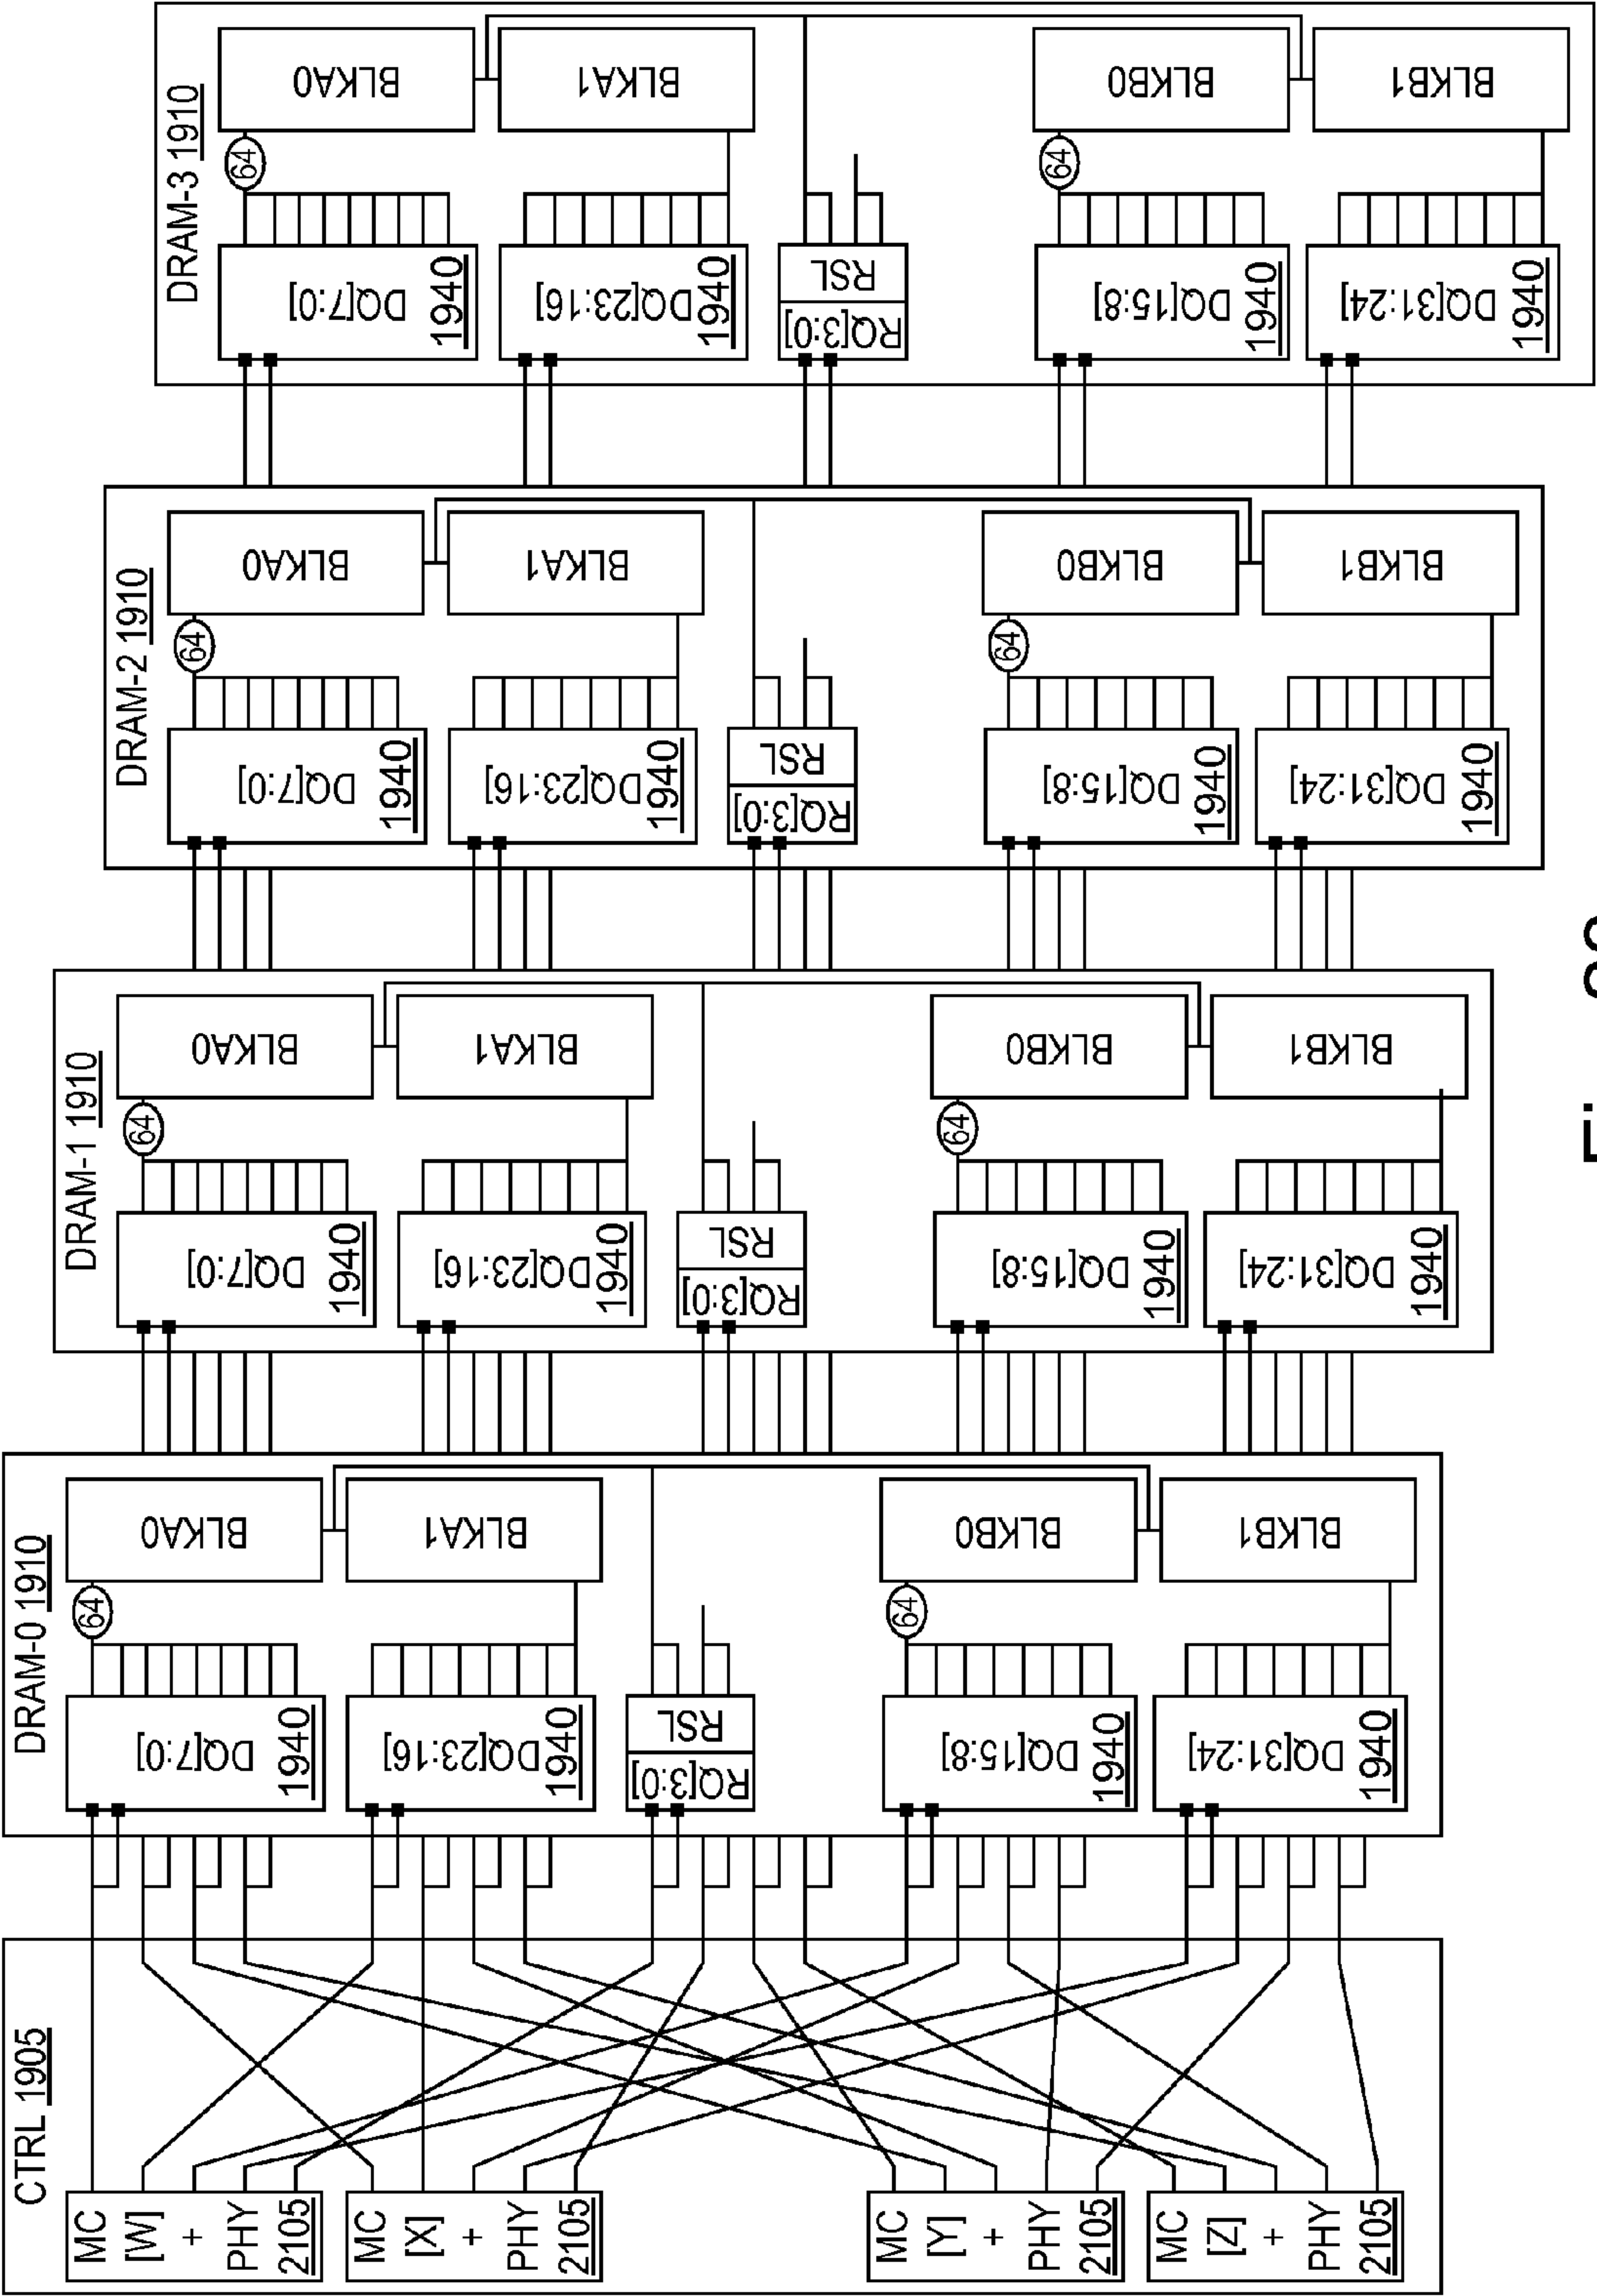 DRAM-3 1910
BLKA0
BLKA1
BLKB0
BLKB1
64
64
DQ[7:0]
1940
DQ[23:16]
1940
RSL
RQ[3:0]
DQ[15:8]
1940
DQ[31:24]
1940
DRAM-2 1910
BLKA0
BLKA1
BLKB0
BLKB1
64
64
DQ[7:0]
1940
DQ[23:16]
1940
RSL
RQ[3:0]
DQ[15:8]
1940
DQ[31:24]
1940
DRAM-1 1910
BLKA0
BLKA1
BLKB0
BLKB1
64
64
DQ[7:0]
1940
DQ[23:16]
1940
RSL
RQ[3:0]
DQ[15:8]
1940
DQ[31:24]
1940
DRAM-0 1910
BLKA0
BLKA1
BLKB0
BLKB1
64
64
DQ[7:0]
1940
DQ[23:16]
1940
RSL
RQ[3:0]
DQ[15:8]
1940
DQ[31:24]
1940
CTRL 1905
MC
[W]
+
PHY
2105
MC
[X]
+
PHY
2105
MC
[Y]
+
PHY
2105
MC
[Z]
+
PHY
2105